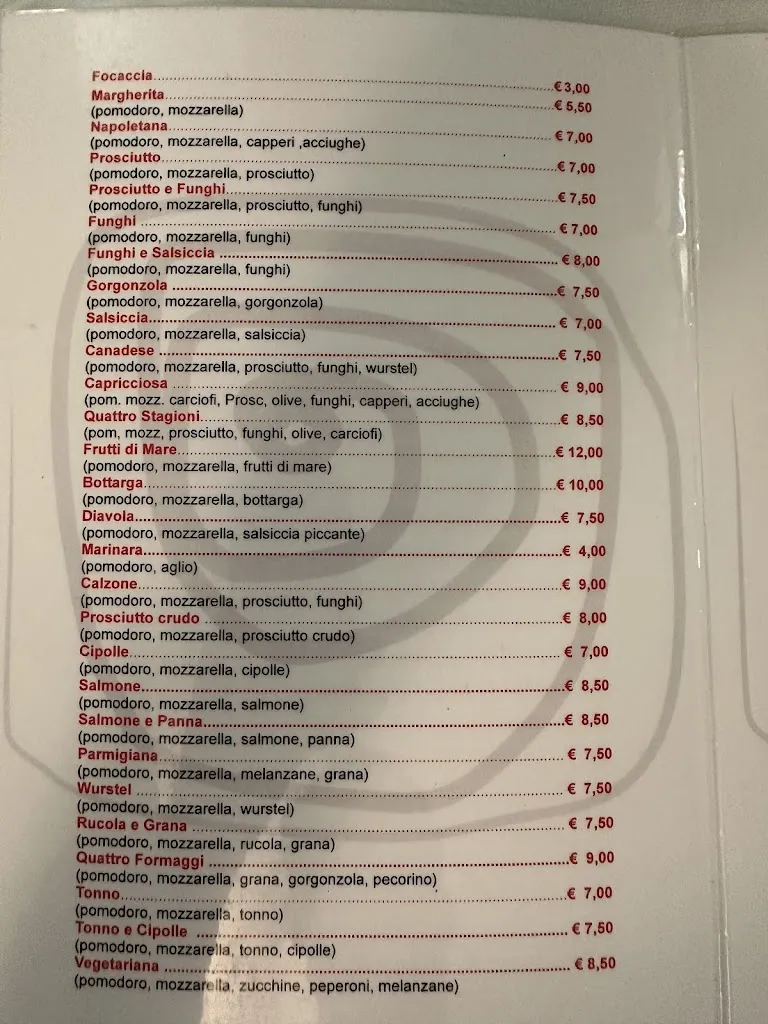 Focaccia........................................................................€ 3,00
Margherita......................................................................€ 5,50
(pomodoro, mozzarella)
Napoletana......................................................................€ 7,00
(pomodoro, mozzarella, capperi ,acciughe)
Prosciutto......................................................................€ 7,00
(pomodoro, mozzarella, prosciutto)
Prosciutto e Funghi.............................................................€ 7,50
(pomodoro, mozzarella, prosciutto, funghi)
Funghi .........................................................................€ 7,00
(pomodoro, mozzarella, funghi)
Funghi e Salsiccia .............................................................€ 8,00
(pomodoro, mozzarella, funghi)
Gorgonzola .....................................................................€ 7,50
(pomodoro, mozzarella, gorgonzola)
Salsiccia.......................................................................€ 7,00
(pomodoro, mozzarella, salsiccia)
Canadese .......................................................................€ 7,50
(pomodoro, mozzarella, prosciutto, funghi, wurstel)
Capricciosa ....................................................................€ 9,00
(pom. mozz. carciofi, Prosc, olive, funghi, capperi, acciughe)
Quattro Stagioni................................................................€ 8,50
(pom, mozz, prosciutto, funghi, olive, carciofi)
Frutti di Mare..................................................................€ 12,00
(pomodoro, mozzarella, frutti di mare)
Bottarga........................................................................€ 10,00
(pomodoro, mozzarella, bottarga)
Diavola.........................................................................€ 7,50
(pomodoro, mozzarella, salsiccia piccante)
Marinara........................................................................€ 4,00
(pomodoro, aglio)
Calzone.........................................................................€ 9,00
(pomodoro, mozzarella, prosciutto, funghi)
Prosciutto crudo ...............................................................€ 8,00
(pomodoro, mozzarella, prosciutto crudo)
Cipolle.........................................................................€ 7,00
(pomodoro, mozzarella, cipolle)
Salmone.........................................................................€ 8,50
(pomodoro, mozzarella, salmone)
Salmone e Panna.................................................................€ 8,50
(pomodoro, mozzarella, salmone, panna)
Parmigiana......................................................................€ 7,50
(pomodoro, mozzarella, melanzane, grana)
Wurstel ........................................................................€ 7,50
(pomodoro, mozzarella, wurstel)
Rucola e Grana .................................................................€ 7,50
(pomodoro, mozzarella, rucola, grana)
Quattro Formaggi ...............................................................€ 9,00
(pomodoro, mozzarella, grana, gorgonzola, pecorino)
Tonno...........................................................................€ 7,00
(pomodoro, mozzarella, tonno)
Tonno e Cipolle ................................................................€ 7,50
(pomodoro, mozzarella, tonno, cipolle)
Vegetariana ....................................................................€ 8,50
(pomodoro, mozzarella, zucchine, peperoni, melanzane)